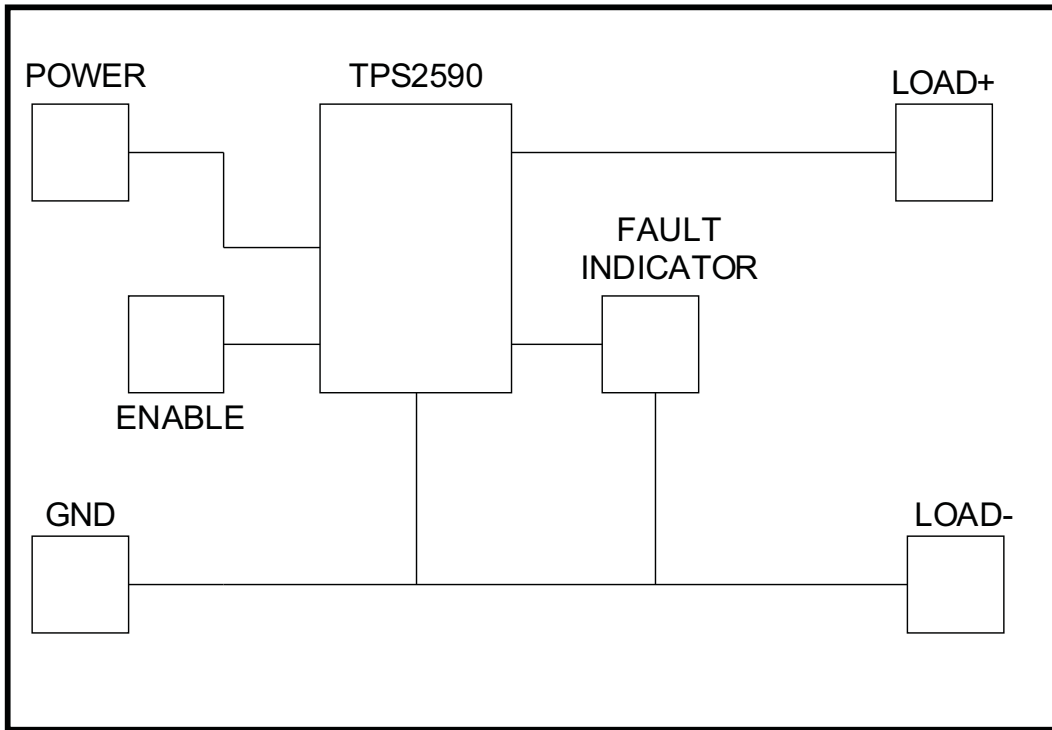 POWER
TPS2590
LOAD+
FAULT
INDICATOR
ENABLE
GND
LOAD-